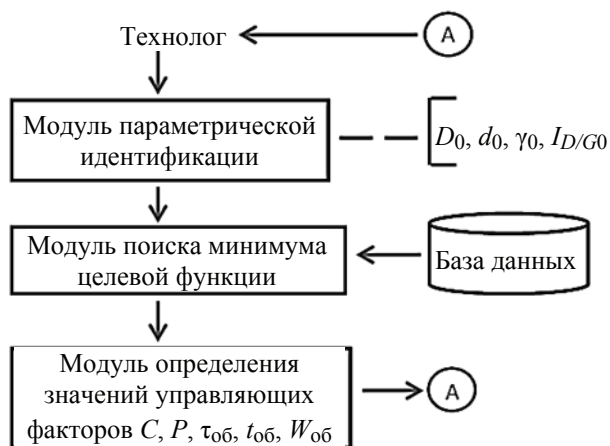 Технолог
А
Модуль параметрической
идентификации
D₀, d₀, γ₀, I_D/G0
Модуль поиска минимума
целевой функции
База данных
Модуль определения
значений управляющих
факторов C, P, τоб, tоб, Wоб
А